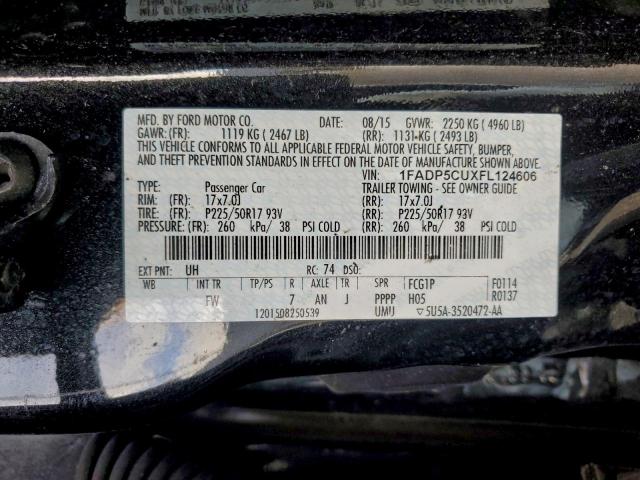 MFD. BY FORD MOTOR CO. DATE: 08/15 GVWR: 2250 KG ( 4960 LB)
GAWR:(FR): 1119 KG ( 2467 LB) (RR): 1131 KG ( 2493 LB)
THIS VEHICLE CONFORMS TO ALL APPLICABLE FEDERAL MOTOR VEHICLE SAFETY, BUMPER,
AND THEFT PREVENTION STANDARDS IN EFFECT ON THE DATE OF MANUFACTURE SHOWN ABOVE.
VIN: 1FADP5CUXFL124606
TYPE: Passenger Car TRAILER TOWING - SEE OWNER GUIDE
RIM: (FR): 17x7.0J (RR): 17x7.0J
TIRE: (FR): P225/50R17 93V (RR): P225/50R17 93V
PRESSURE: (FR): 260 kPa/ 38 PSI COLD (RR): 260 kPa/ 38 PSI COLD
EXT PNT: UH RC: 74 DSO:
WB INT TR TP/PS R AXLE TR SPR FCG1P F0114
FW 7 AN J PPPP H05 R0137
1201508250539 UMIJ ▽5U5A-3520472-AA